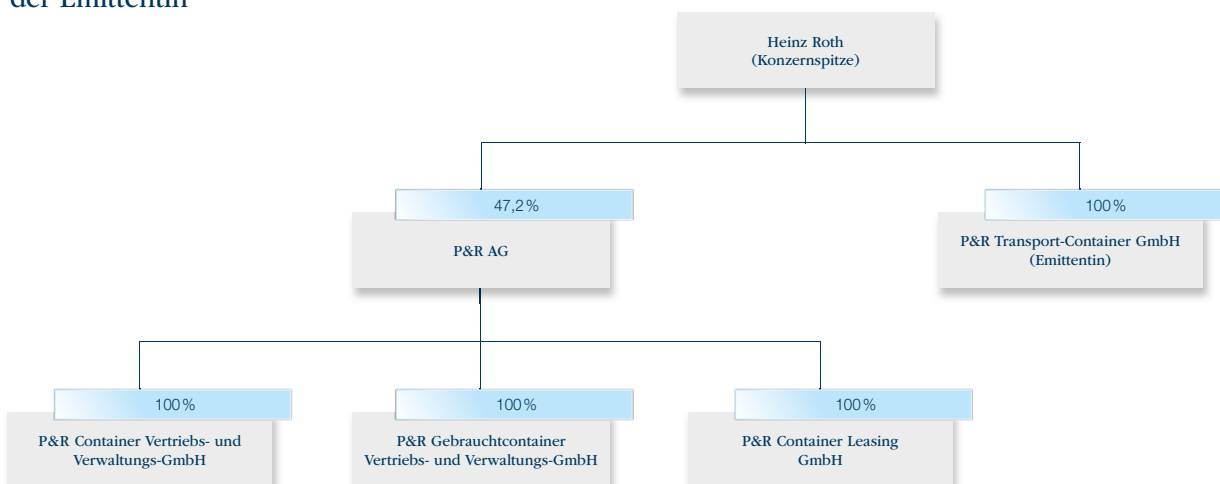 der Emittentin
Heinz Roth
(Konzernspitze)
47,2 %
100 %
P&R AG
P&R Transport-Container GmbH
(Emittentin)
100 %
100 %
100 %
P&R Container Vertriebs- und
Verwaltungs-GmbH
P&R Gebrauchtcontainer
Vertriebs- und Verwaltungs-GmbH
P&R Container Leasing
GmbH